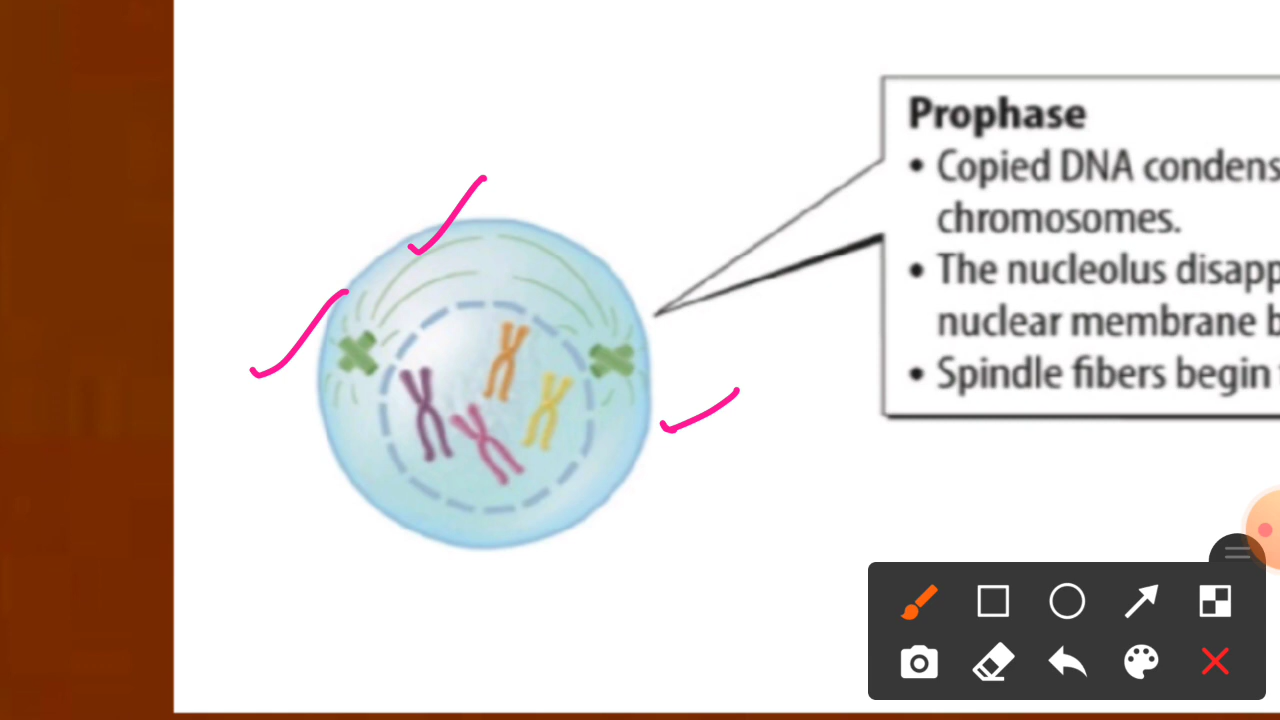 Prophase
• Copied DNA condens
chromosomes.
• The nucleolus disapp
nuclear membrane b
• Spindle fibers begin